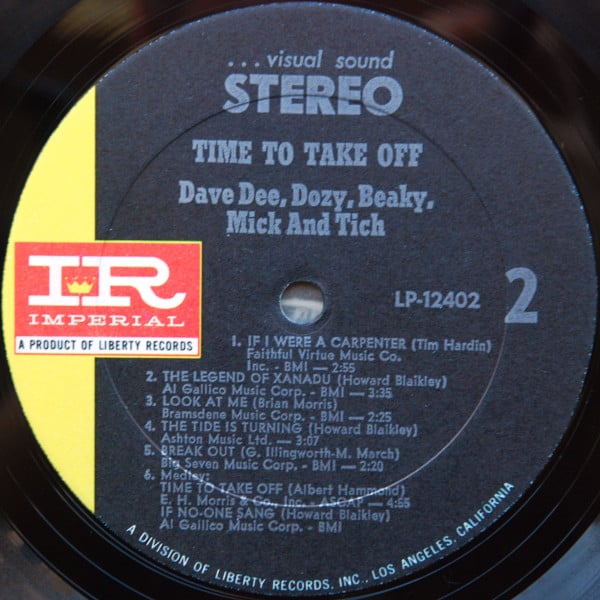 ...visual sound
STEREO
TIME TO TAKE OFF
Dave Dee, Dozy, Beaky,
Mick And Tich
IR
IMPERIAL
A PRODUCT OF LIBERTY RECORDS
LP-12402
2
1. IF I WERE A CARPENTER (Tim Hardin)
Faithful Virtue Music Co.
Inc. - BMI — 2:55
2. THE LEGEND OF XANADU (Howard Blaikley)
Al Gallico Music Corp. - BMI — 3:35
3. LOOK AT ME (Brian Morris)
Bramsdene Music Corp. - BMI — 2:25
4. THE TIDE IS TURNING (Howard Blaikley)
Ashton Music Ltd. — 3:07
5. BREAK OUT (G. Illingworth-M. March)
Big Seven Music Corp. - BMI — 2:20
6. Medley:
TIME TO TAKE OFF (Albert Hammond)
E. H. Morris & Co., Inc. - ASCAP — 4:55
IF NO-ONE SANG (Howard Blaikley)
Al Gallico Music Corp. - BMI
A DIVISION OF LIBERTY RECORDS, INC., LOS ANGELES, CALIFORNIA